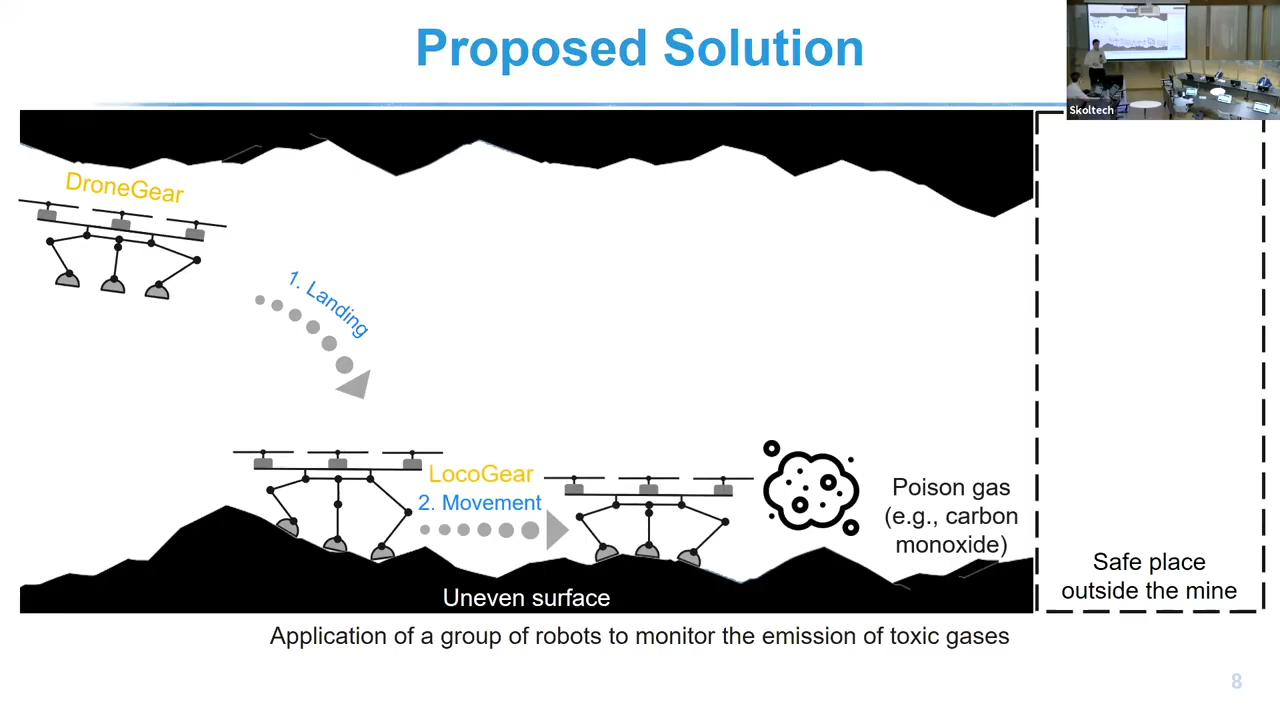 Proposed Solution
Skoltech
DroneGear
1. Landing
LocoGear
2. Movement
Poison gas
(e.g., carbon
monoxide)
Safe place
outside the mine
Uneven surface
Application of a group of robots to monitor the emission of toxic gases
8